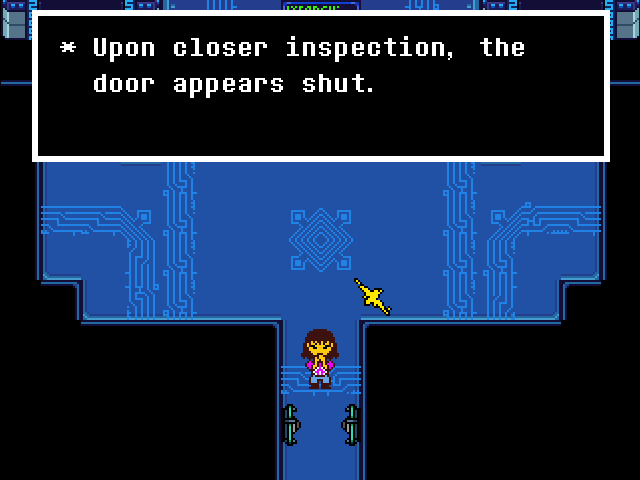 * Upon closer inspection, the
door appears shut.